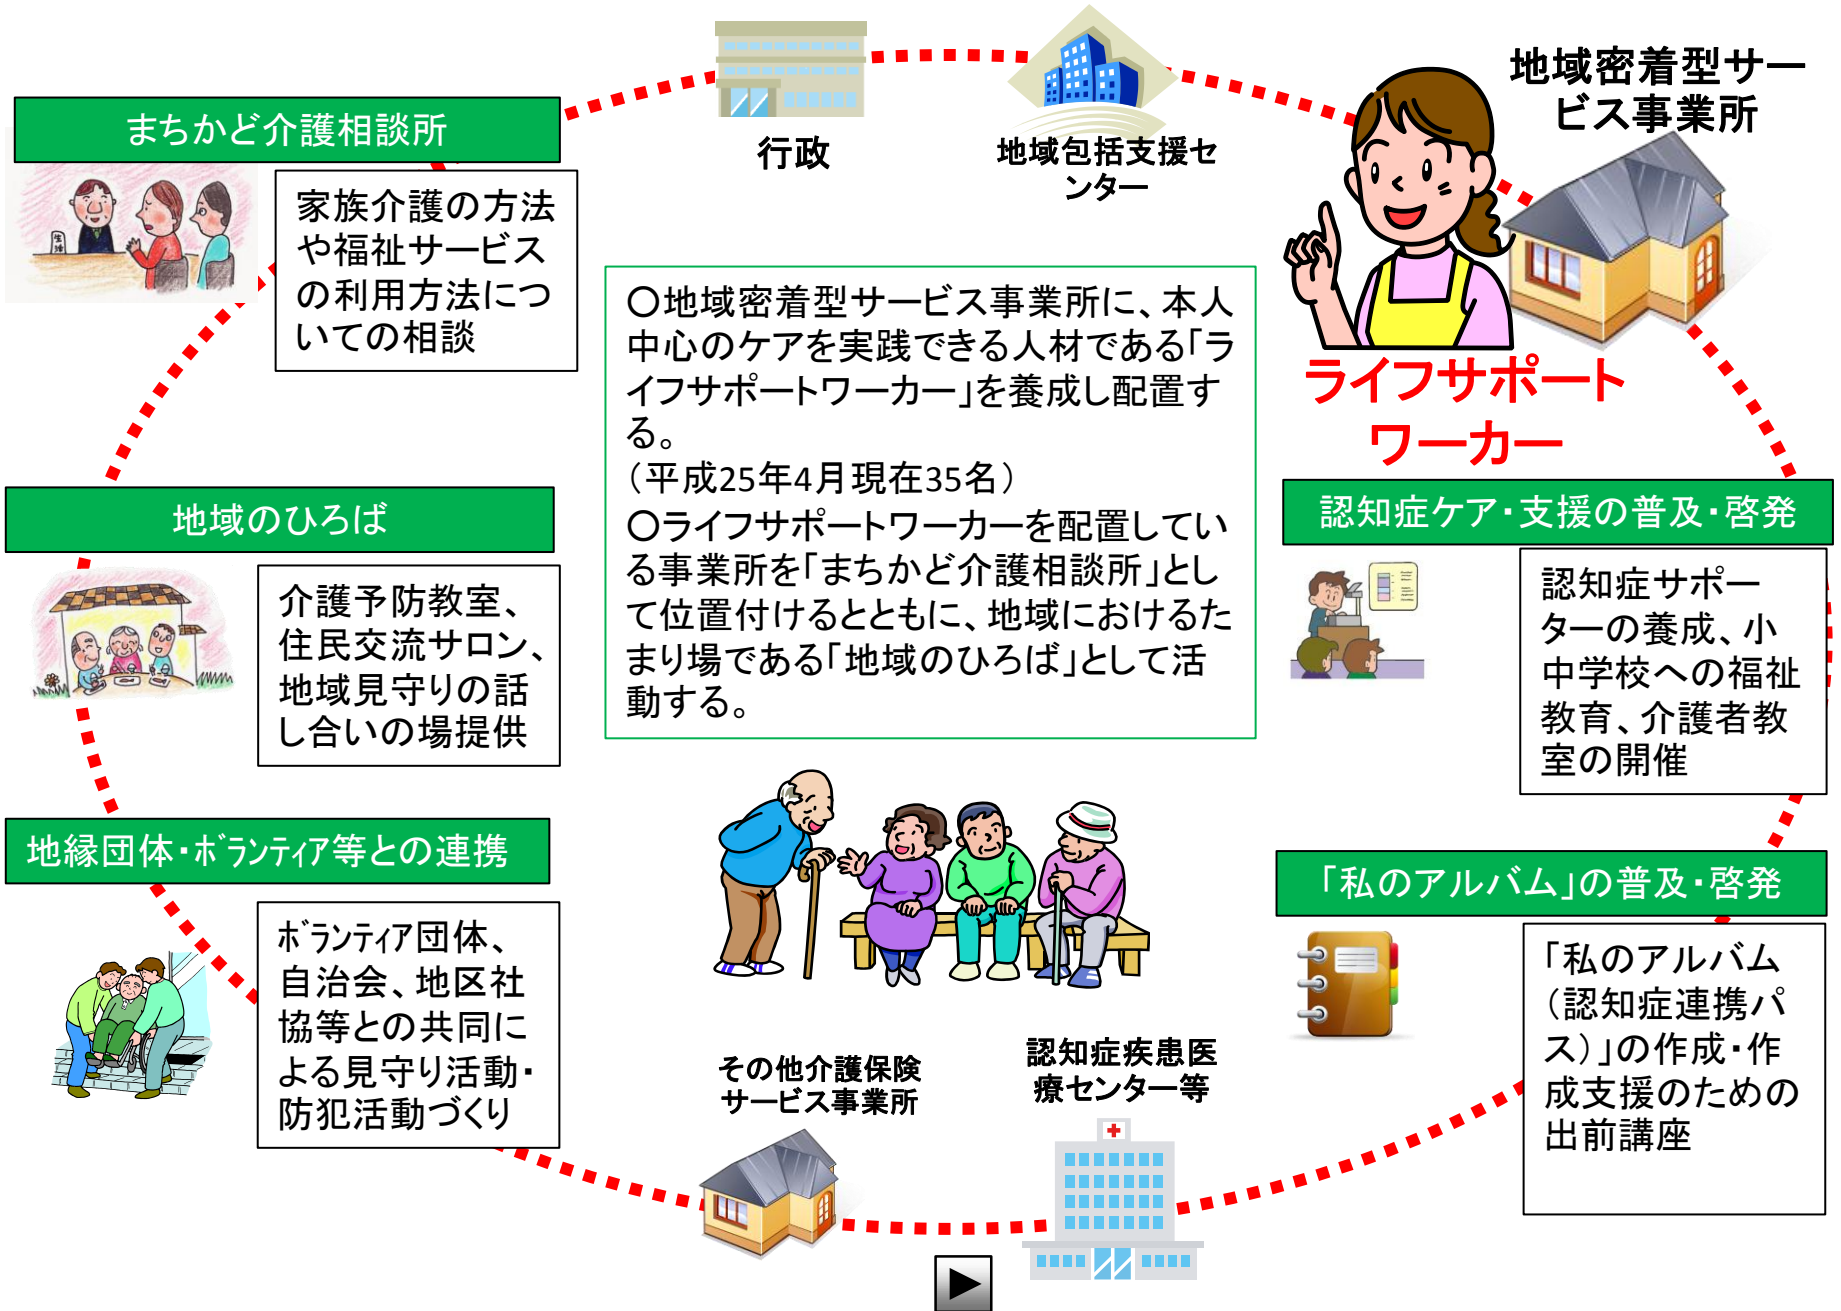 行政
地域包括支援セ
ンター
地域密着型サー
ビス事業所
ライフサポート
ワーカー
まちかど介護相談所
家族介護の方法
や福祉サービス
の利用方法につ
いての相談
地域のひろば
介護予防教室、
住民交流サロン、
地域見守りの話
し合いの場提供
地縁団体・ボランティア等との連携
ボランティア団体、
自治会、地区社
協等との共同に
よる見守り活動・
防犯活動づくり
〇地域密着型サービス事業所に、本人
中心のケアを実践できる人材である「ラ
イフサポートワーカー」を養成し配置す
る。
（平成25年4月現在35名）
〇ライフサポートワーカーを配置してい
る事業所を「まちかど介護相談所」とし
て位置付けるとともに、地域におけるた
まり場である「地域のひろば」として活
動する。
認知症ケア・支援の普及・啓発
認知症サポー
ターの養成、小
中学校への福祉
教育、介護者教
室の開催
「私のアルバム」の普及・啓発
「私のアルバム
（認知症連携パ
ス）」の作成・作
成支援のための
出前講座
その他介護保険
サービス事業所
認知症疾患医
療センター等